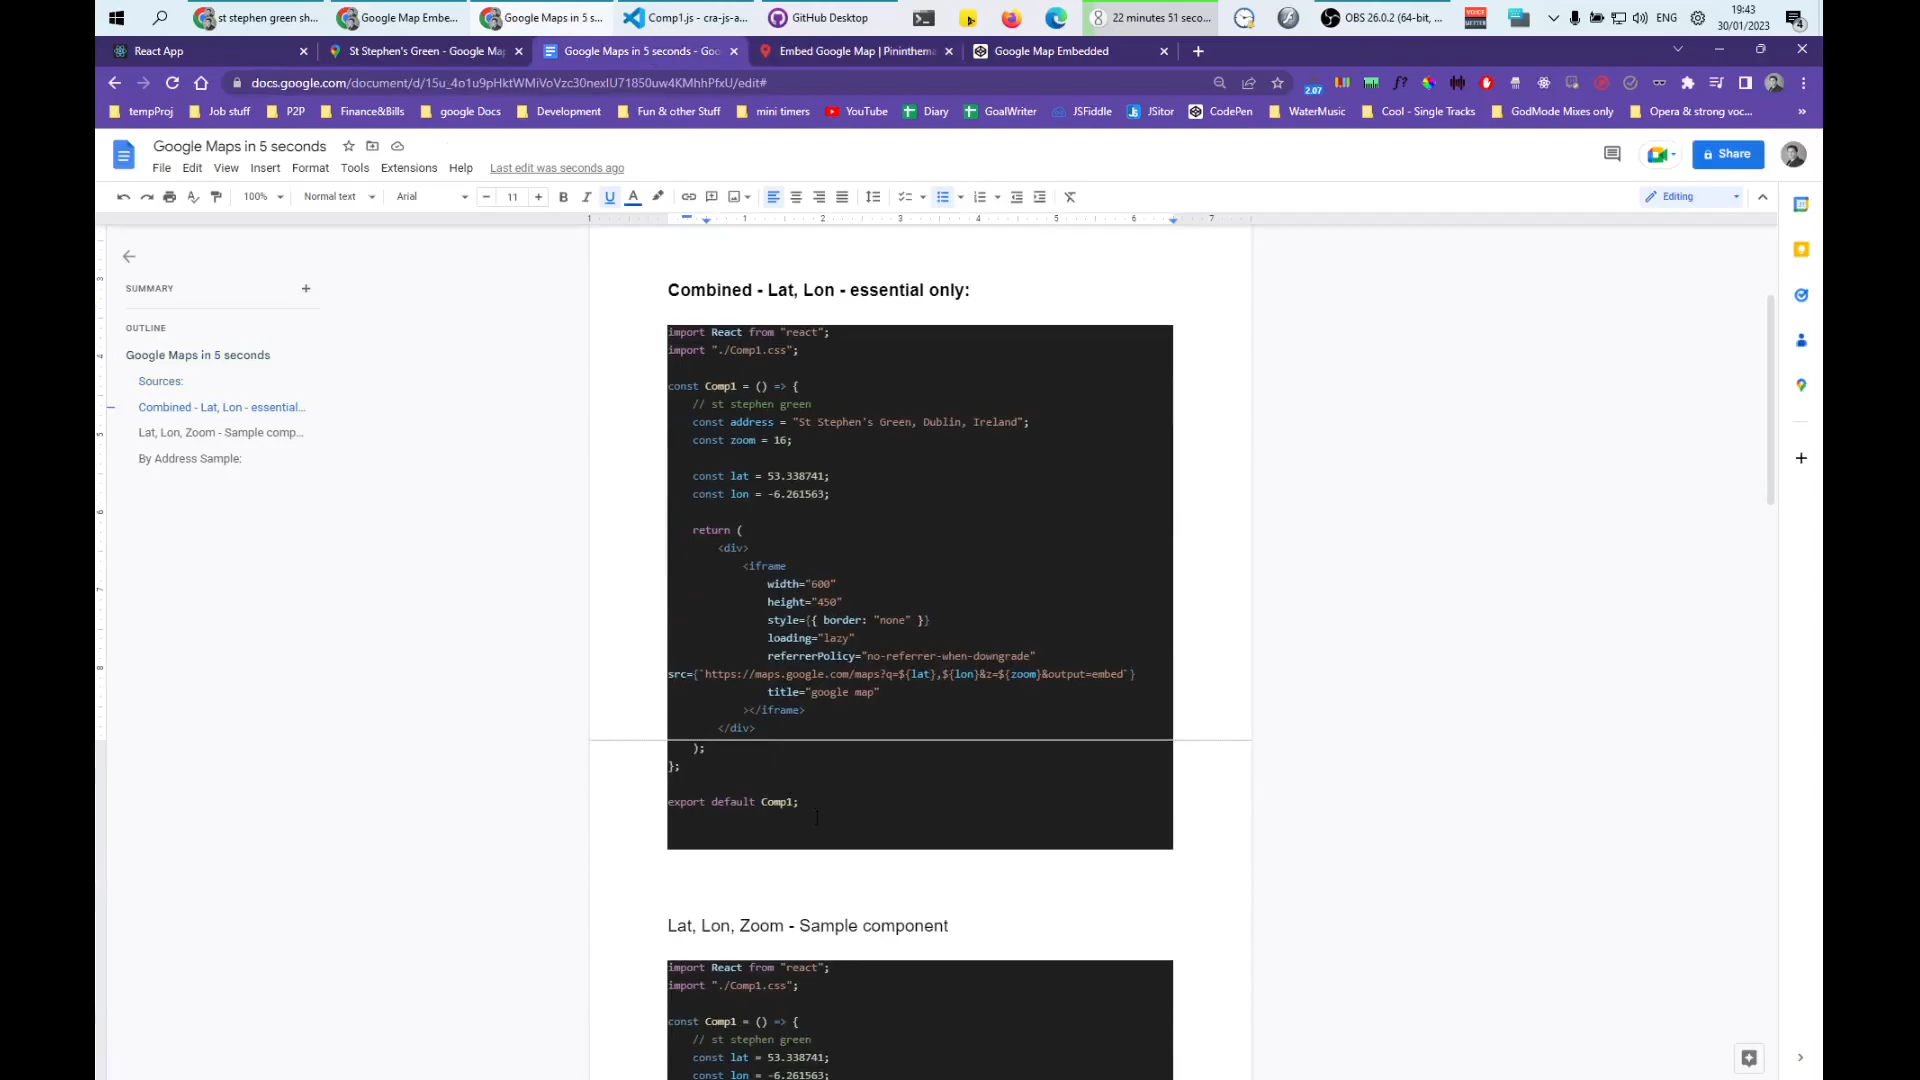 st stephen green sh...
Google Map Embe...
Google Maps in 5 s...
Comp1.js - cra-js-a...
GitHub Desktop
22 minutes 51 seco...
OBS 26.0.2 (64-bit, ...
ENG
19:43
30/01/2023
React App
St Stephen's Green - Google Map
Google Maps in 5 seconds - Goo
Embed Google Map | Pininthema
Google Map Embedded
docs.google.com/document/d/15u_4o1u9pHktWMiVoVzc30nexIU71850uw4KMhhPfxU/edit#
2.07
tempProj
Job stuff
P2P
Finance&Bills
google Docs
Development
Fun & other Stuff
mini timers
YouTube
Diary
GoalWriter
JSFiddle
JSitor
CodePen
WaterMusic
Cool - Single Tracks
GodMode Mixes only
Opera & strong voc...
Google Maps in 5 seconds
File Edit View Insert Format Tools Extensions Help Last edit was seconds ago
Share
100% Normal text Arial 11
Editing
1 1 2 3 4 5 6 7
SUMMARY
OUTLINE
Google Maps in 5 seconds
Sources:
Combined - Lat, Lon - essential...
Lat, Lon, Zoom - Sample comp...
By Address Sample:
Combined - Lat, Lon - essential only:
import React from "react";
import "./Comp1.css";
const Comp1 = () => {
// st stephen green
const address = "St Stephen's Green, Dublin, Ireland";
const zoom = 16;
const lat = 53.338741;
const lon = -6.261563;
return (
<div>
<iframe
width="600"
height="450"
style={{ border: "none" }}
loading="lazy"
referrerPolicy="no-referrer-when-downgrade"
src={`https://maps.google.com/maps?q=${lat},${lon}&z=${zoom}&output=embed`}
title="google map"
></iframe>
</div>
);
};
export default Comp1;
Lat, Lon, Zoom - Sample component
import React from "react";
import "./Comp1.css";
const Comp1 = () => {
// st stephen green
const lat = 53.338741;
const lon = -6.261563;